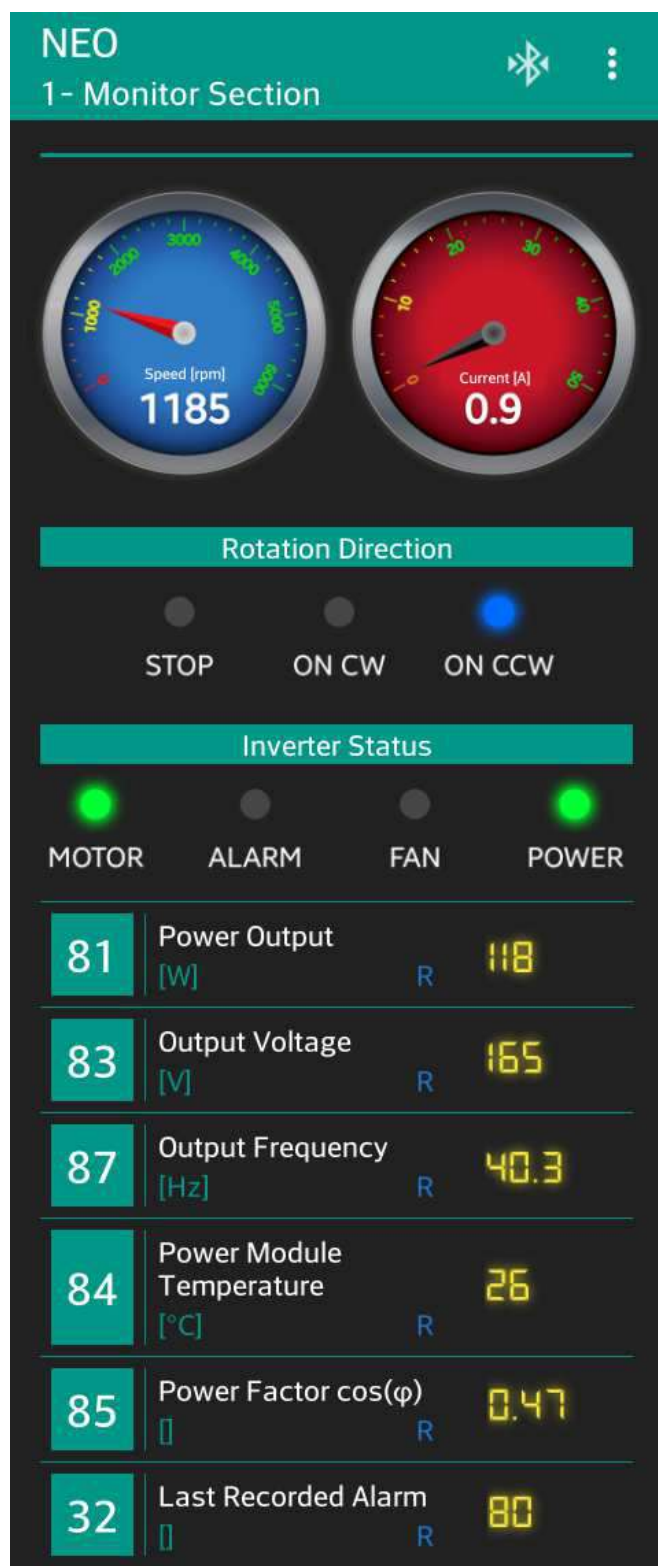 NEO
1- Monitor Section
0
1000
2000
3000
4000
5000
6000
Speed [rpm]
1185
0
10
20
30
40
50
Current [A]
0.9
Rotation Direction
STOP ON CW ON CCW
Inverter Status
MOTOR ALARM FAN POWER
81 Power Output
[W] R 118
83 Output Voltage
[V] R 165
87 Output Frequency
[Hz] R 40.3
84 Power Module
Temperature
[°C] R 26
85 Power Factor cos(φ)
[] R 0.47
32 Last Recorded Alarm
[] R 80